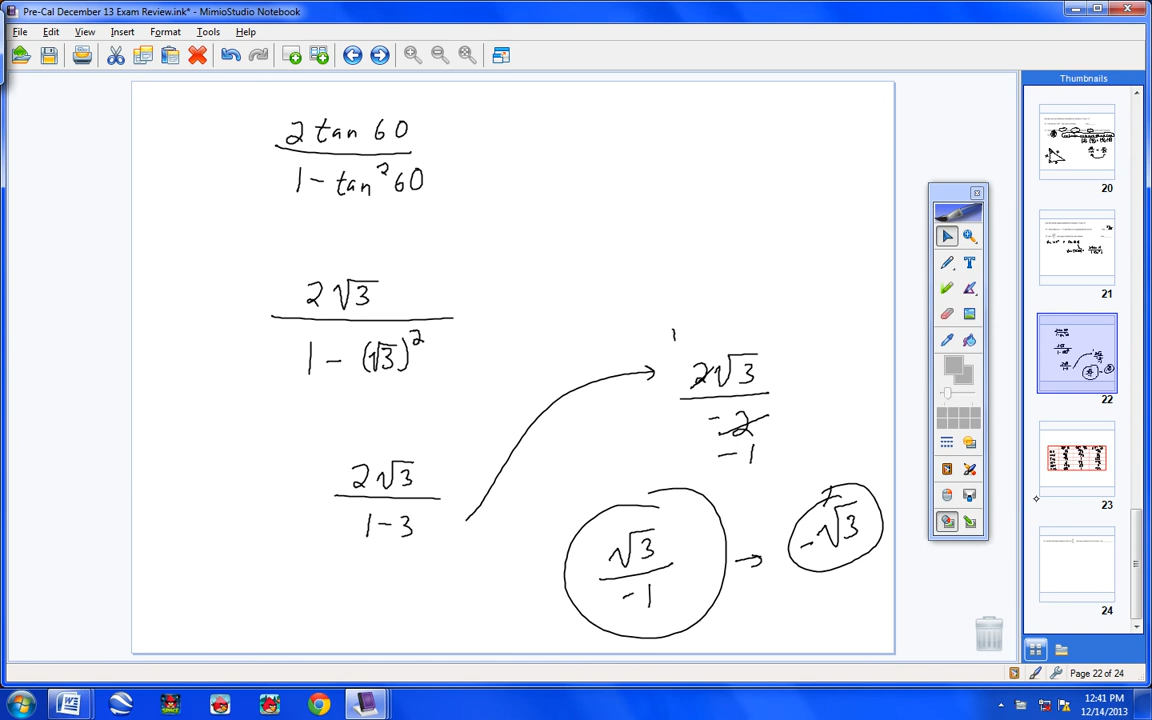 Pre-Cal December 13 Exam Review.ink* - MimioStudio Notebook
File Edit View Insert Format Tools Help
Thumbnails
2 tan 60
1 - tan² 60
2√3
1 - (√3)²
2√3
1 - 3
1
2√3
-2
-1
√3
-1
→ -√3
T
20
21
22
23
24
Page 22 of 24
12:41 PM
12/14/2013